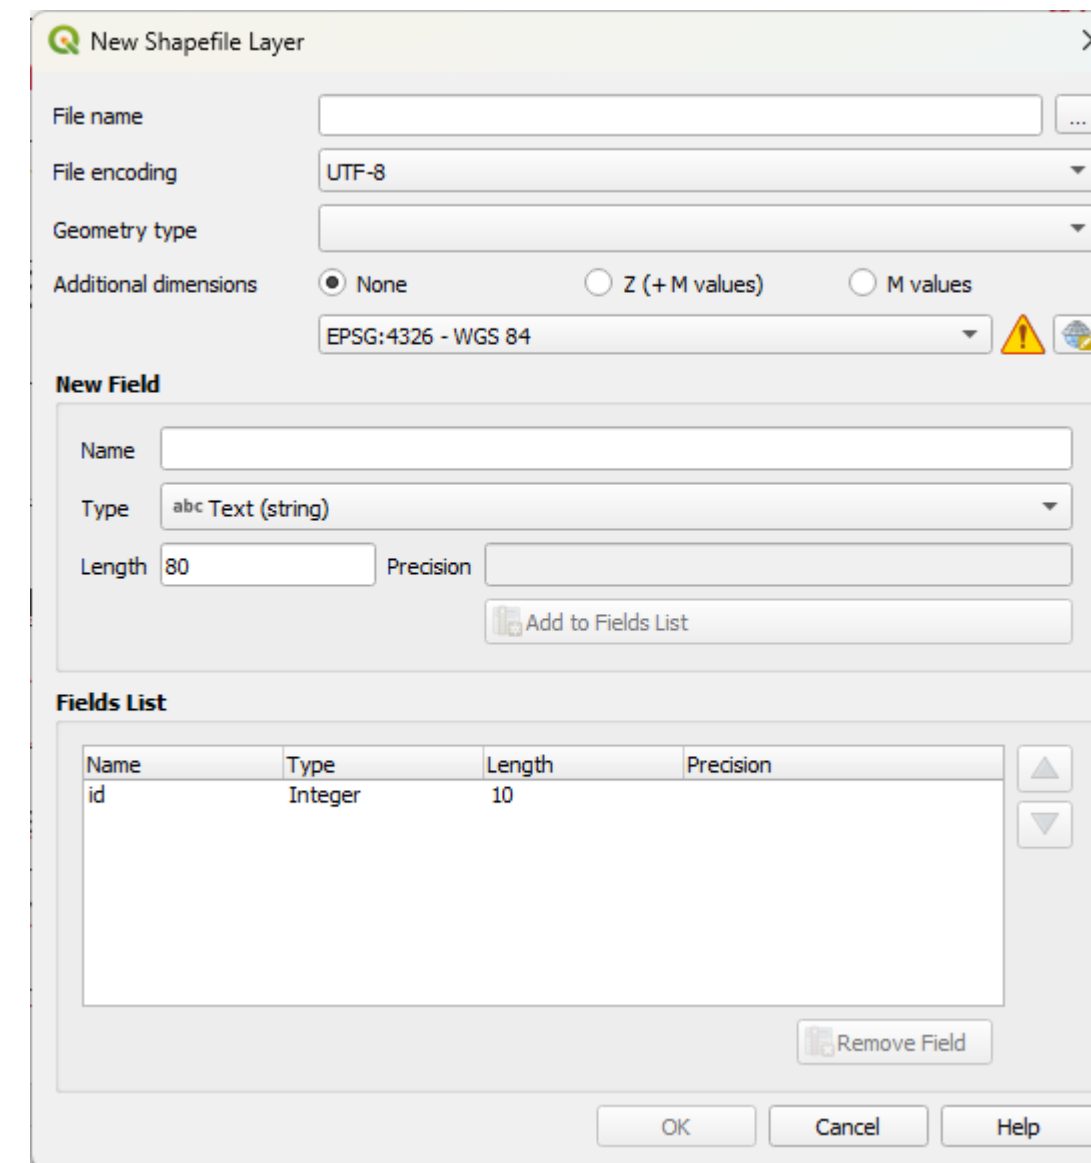 New Shapefile Layer
File name ...
File encoding UTF-8
Geometry type
Additional dimensions None Z (+M values) M values
EPSG:4326 - WGS 84
New Field
Name
Type abc Text (string)
Length 80 Precision
Add to Fields List
Fields List
Name Type Length Precision
id Integer 10
Remove Field
OK Cancel Help